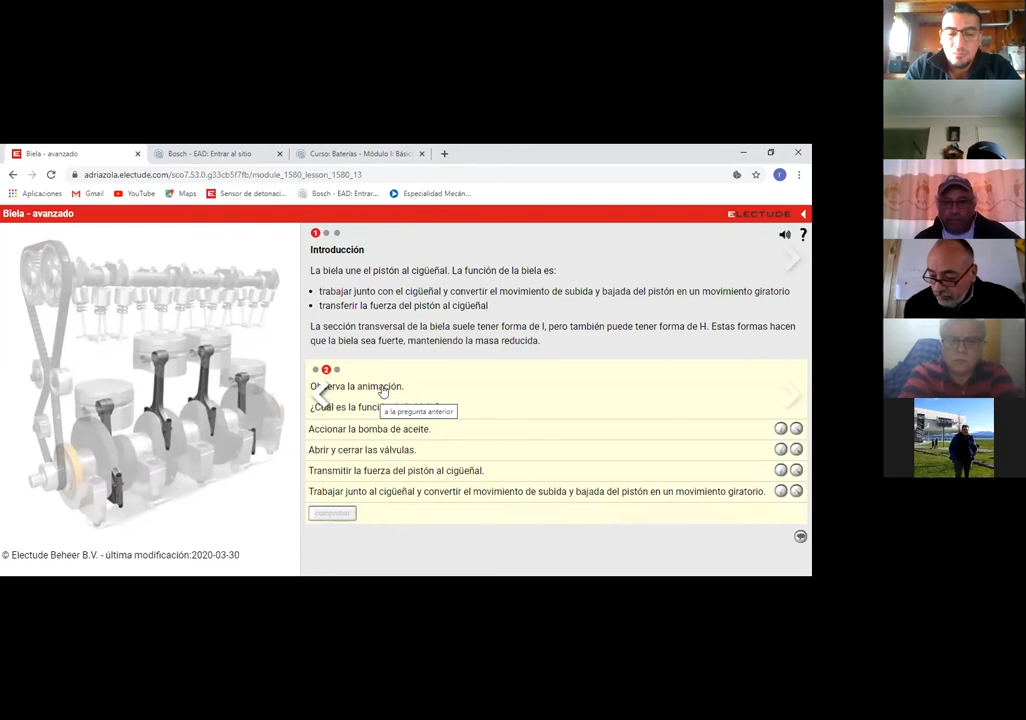 Biela - avanzado
Bosch - EAD: Entrar al sitio
Curso: Baterías - Módulo I: Bási
adriazola.electude.com/sco7.53.0.g33cb5f7fb/module_1580_lesson_1580_13
Aplicaciones
Gmail
YouTube
Maps
Sensor de detonaci...
Bosch - EAD: Entrar...
Especialidad Mecán...
Biela - avanzado
ELECTUDE
1
Introducción
La biela une el pistón al cigüeñal. La función de la biela es:
• trabajar junto con el cigüeñal y convertir el movimiento de subida y bajada del pistón en un movimiento giratorio
• transferir la fuerza del pistón al cigüeñal
La sección transversal de la biela suele tener forma de I, pero también puede tener forma de H. Estas formas hacen
que la biela sea fuerte, manteniendo la masa reducida.
2
Observa la animación.
¿Cuál es la
a la pregunta anterior
Accionar la bomba de aceite.
Abrir y cerrar las válvulas.
Transmitir la fuerza del pistón al cigüeñal.
Trabajar junto al cigüeñal y convertir el movimiento de subida y bajada del pistón en un movimiento giratorio.
comprobar
© Electude Beheer B.V. - última modificación:2020-03-30